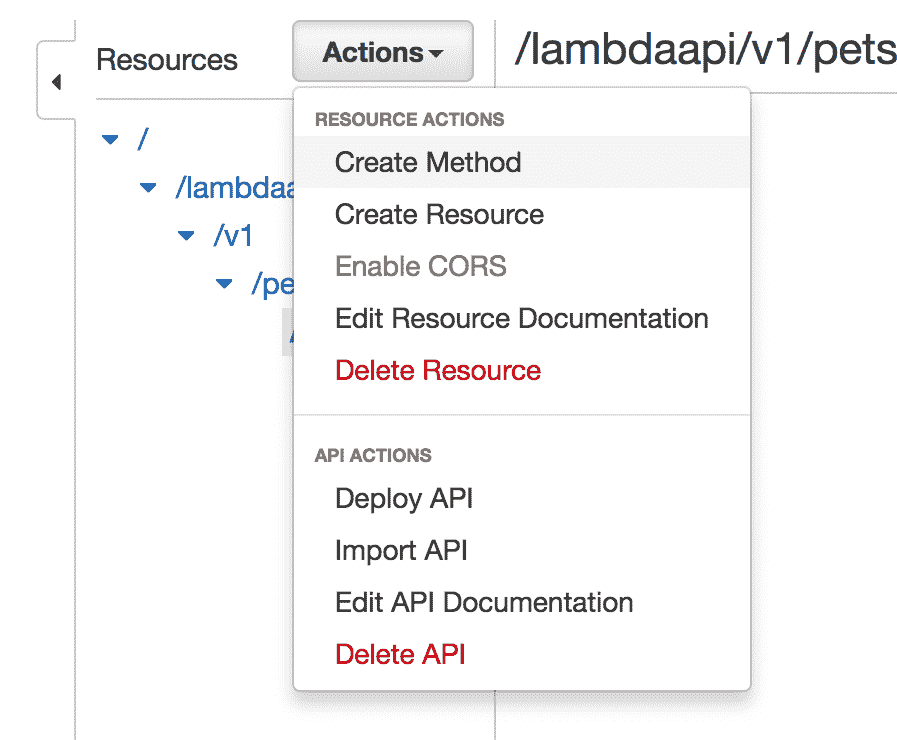 Resources
Actions
/lambdaapi/v1/pets
RESOURCE ACTIONS
/
Create Method
/lambdaa
Create Resource
/v1
Enable CORS
/pe
Edit Resource Documentation
/
Delete Resource
API ACTIONS
Deploy API
Import API
Edit API Documentation
Delete API